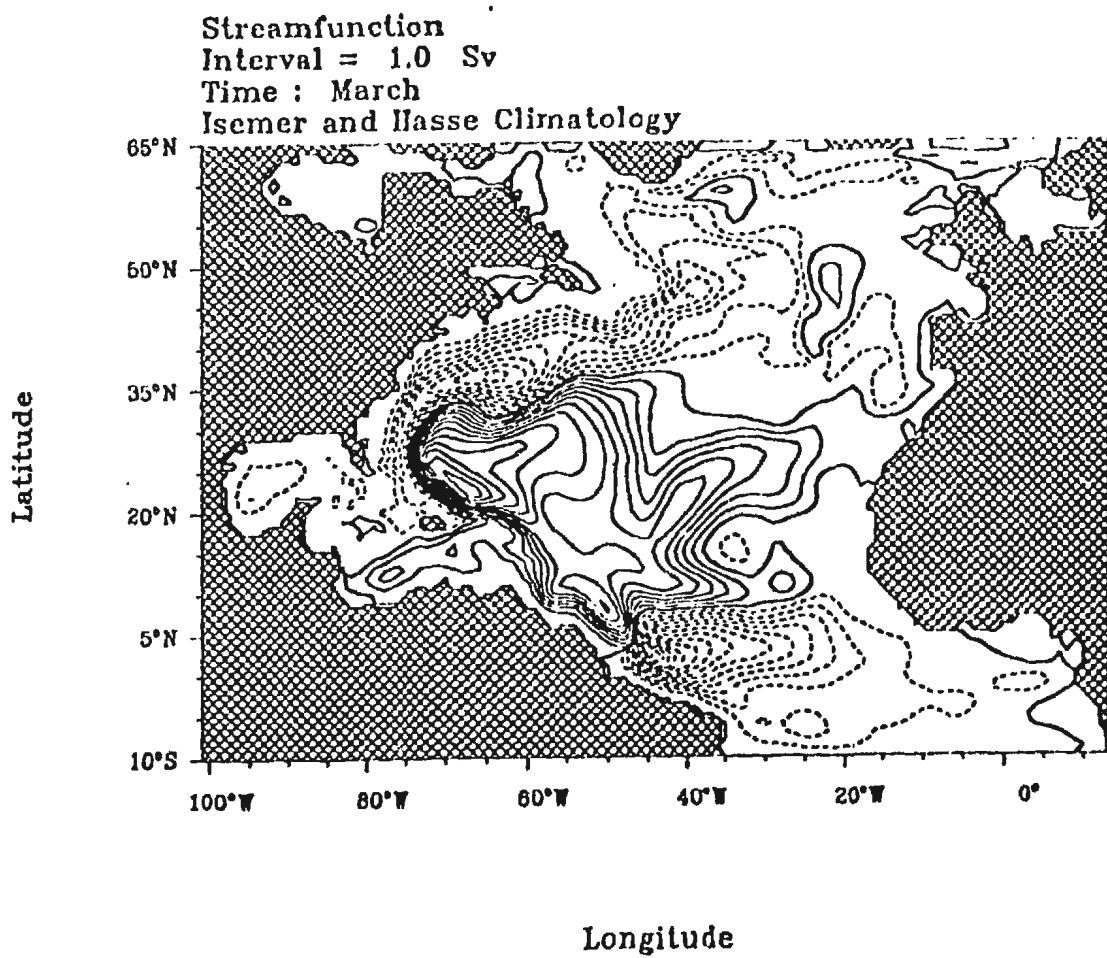 Streamfunction
Interval = 1.0 Sv
Time : March
Isemer and Hasse Climatology
65°N
50°N
35°N
20°N
5°N
10°S
Latitude
100°W 80°W 60°W 40°W 20°W 0°
Longitude